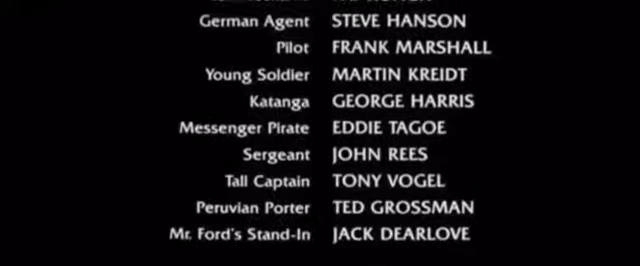 German Agent STEVE HANSON
Pilot FRANK MARSHALL
Young Soldier MARTIN KREIDT
Katanga GEORGE HARRIS
Messenger Pirate EDDIE TAGOE
Sergeant JOHN REES
Tall Captain TONY VOGEL
Peruvian Porter TED GROSSMAN
Mr. Ford's Stand-In JACK DEARLOVE